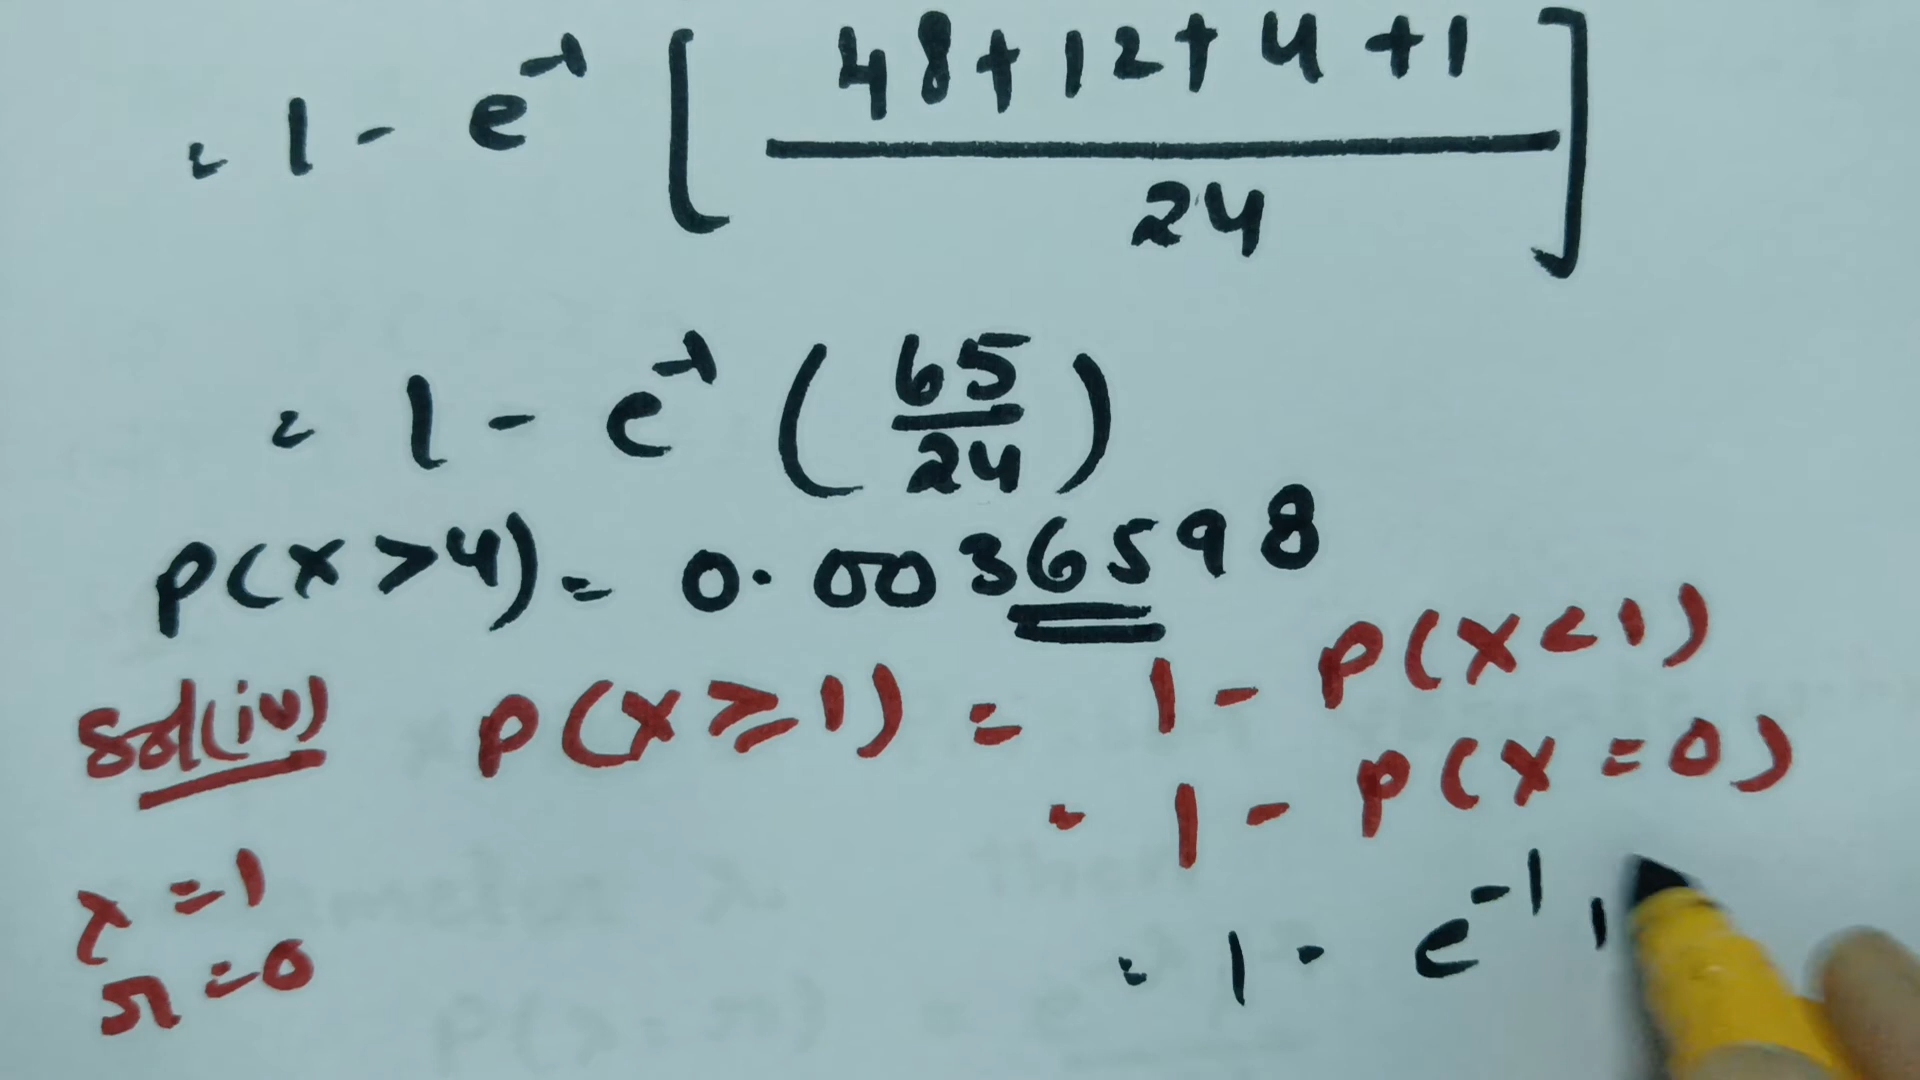 = 1 - e⁻¹ [ 48+12+4+1 / 24 ]
= 1 - e⁻¹ ( 65 / 24 )
P(X>4) = 0.0036598
Sol(iv) P(X≥1) = 1 - P(X<1)
= 1 - P(X=0)
λ=1
= 1 - e⁻¹ 1
x=0